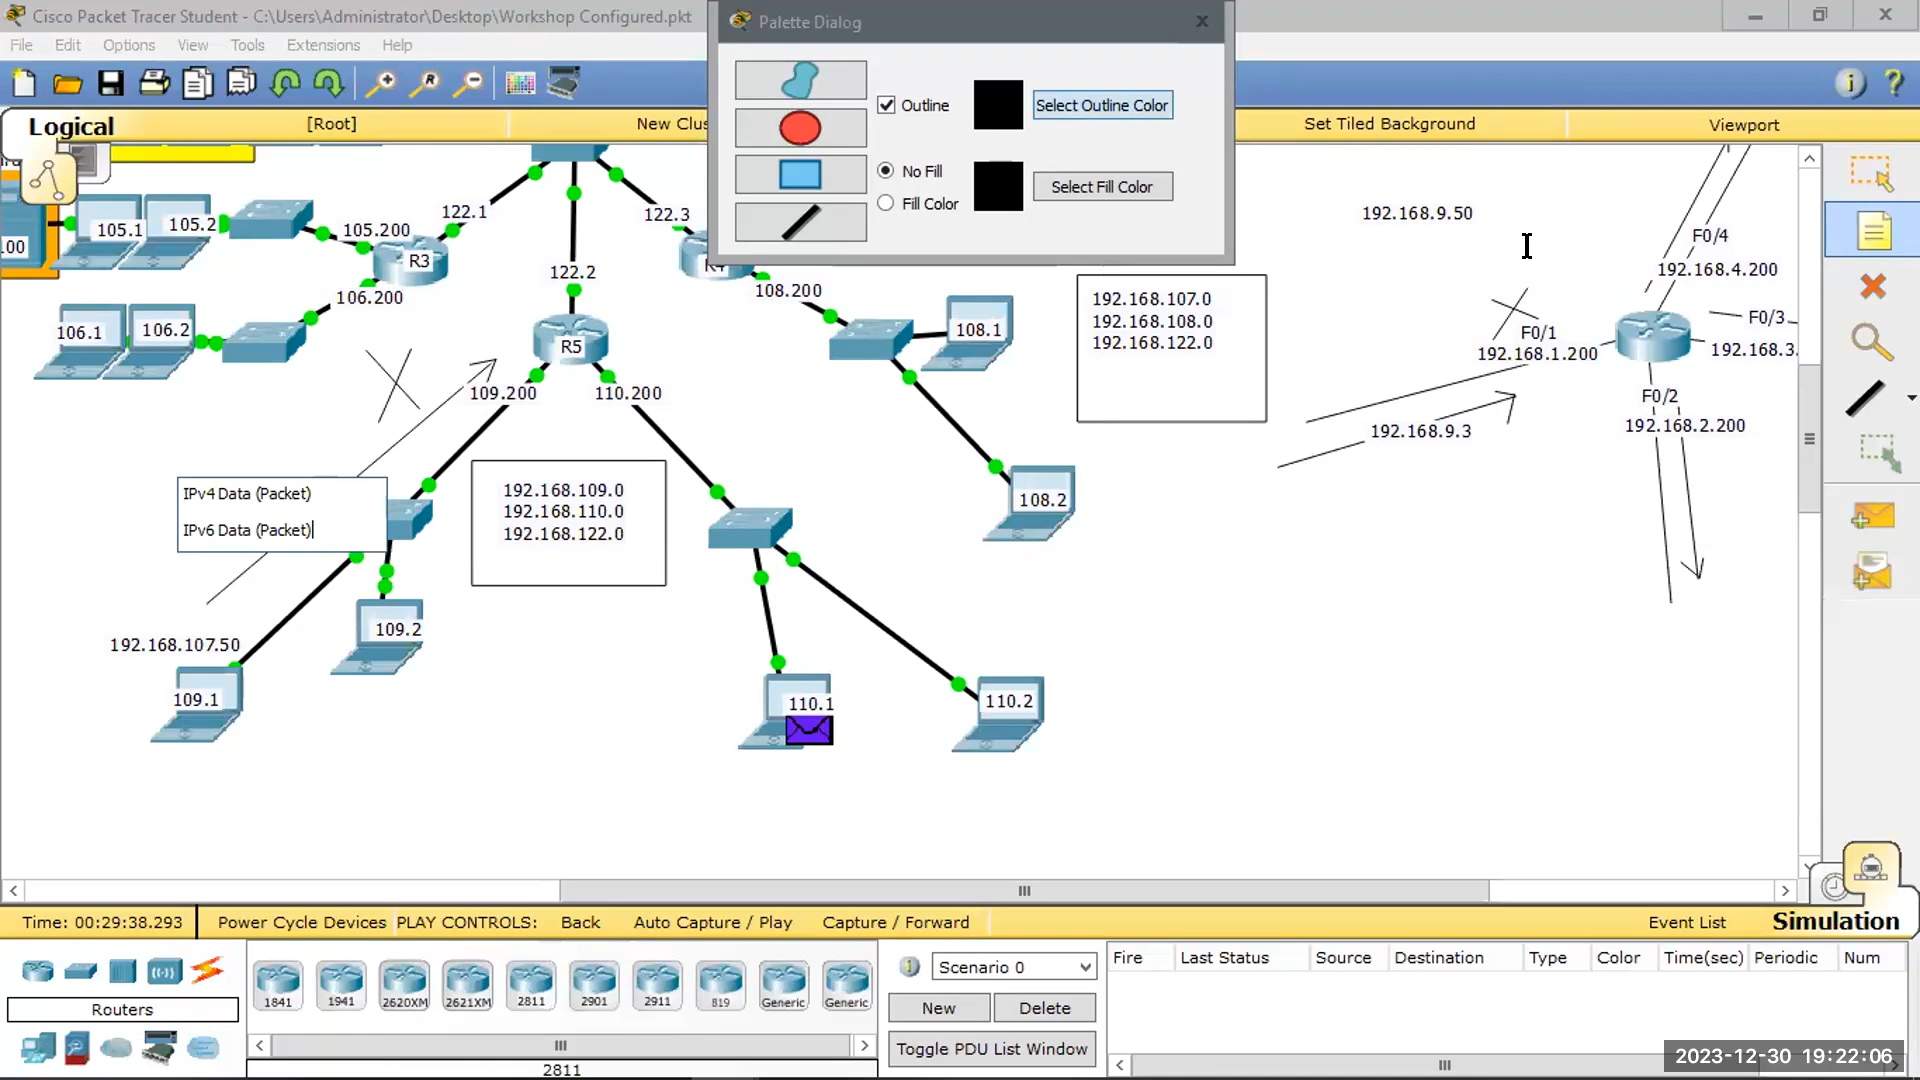 Cisco Packet Tracer Student - C:\Users\Administrator\Desktop\Workshop Configured.pkt
File Edit Options View Tools Extensions Help
Palette Dialog
Outline
Select Outline Color
No Fill
Fill Color
Select Fill Color
Logical
[Root]
New Clus
Set Tiled Background
Viewport
105.1
105.2
105.200
122.1
R3
106.200
106.1
106.2
00
122.2
122.3
R5
R4
109.200
110.200
108.200
108.1
108.2
192.168.107.0
192.168.108.0
192.168.122.0
192.168.9.50
F0/4
192.168.4.200
F0/3
192.168.3.
F0/1
192.168.1.200
F0/2
192.168.2.200
192.168.9.3
IPv4 Data (Packet)
IPv6 Data (Packet)
192.168.109.0
192.168.110.0
192.168.122.0
192.168.107.50
109.1
109.2
110.1
110.2
Time: 00:29:38.293
Power Cycle Devices
PLAY CONTROLS:
Back
Auto Capture / Play
Capture / Forward
Event List
Simulation
Routers
1841
1941
2620XM
2621XM
2811
2901
2911
819
Generic
Generic
2811
Scenario 0
New
Delete
Toggle PDU List Window
Fire Last Status Source Destination Type Color Time(sec) Periodic Num
2023-12-30 19:22:06